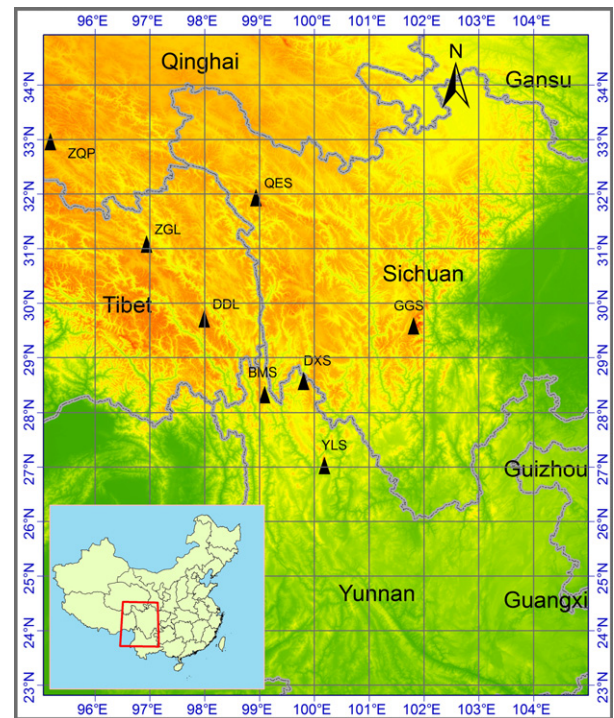 96°E 97°E 98°E 99°E 100°E 101°E 102°E 103°E 104°E
N
Qinghai
Gansu
34°N 34°N
33°N 33°N
ZQP
32°N 32°N
QES
ZGL
31°N 31°N
Sichuan
30°N 30°N
Tibet DDL GGS
29°N 29°N
BMS DXS
28°N 28°N
YLS
27°N Guizhou 27°N
26°N 26°N
25°N 25°N
Yunnan Guangxi
24°N 24°N
23°N 23°N
96°E 97°E 98°E 99°E 100°E 101°E 102°E 103°E 104°E